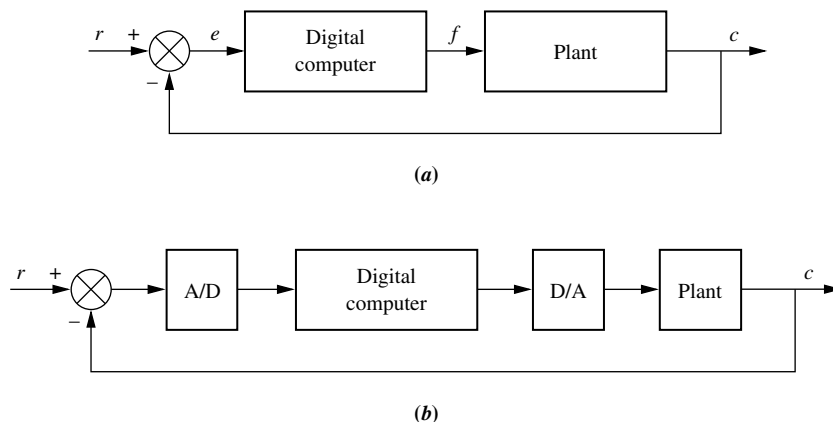 r + e Digital computer f Plant c
−
(a)
r + A/D Digital computer D/A Plant c
−
(b)